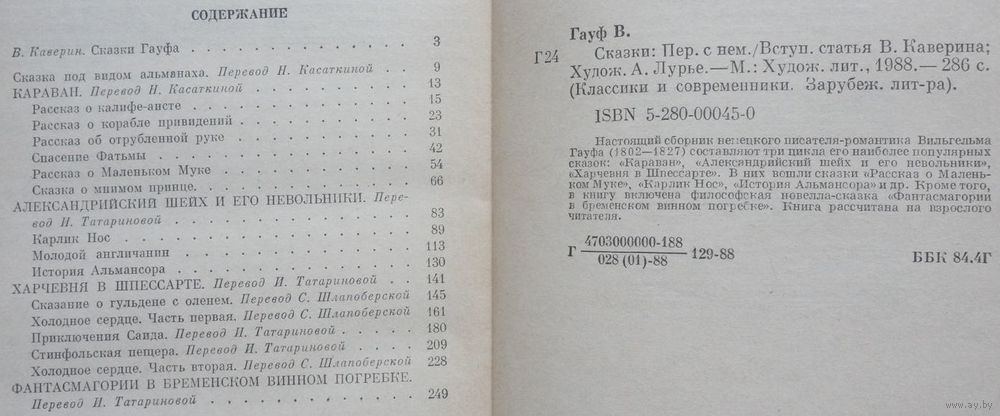 СОДЕРЖАНИЕ
В. Каверин. Сказки Гауфа . . . . . . . . . . . . 3
Сказка под видом альманаха. Перевод Н. Касаткиной . . 9
КАРАВАН. Перевод Н. Касаткиной . . . . . . . . 13
Рассказ о калифе-аисте . . . . . . . . . . . . 15
Рассказ о корабле привидений . . . . . . . . . 23
Рассказ об отрубленной руке . . . . . . . . . 31
Спасение Фатьмы . . . . . . . . . . . . . . 42
Рассказ о Маленьком Муке . . . . . . . . . . 54
Сказка о мнимом принце. . . . . . . . . . . . 66
АЛЕКСАНДРИЙСКИЙ ШЕЙХ И ЕГО НЕВОЛЬНИКИ. Пере-
вод И. Татариновой . . . . . . . . . . . . . 83
Карлик Нос . . . . . . . . . . . . . . . . 89
Молодой англичанин . . . . . . . . . . . . . 113
История Альмансора . . . . . . . . . . . . . 130
ХАРЧЕВНЯ В ШПЕССАРТЕ. Перевод И. Татариновой . . 141
Сказание о гульдене с оленем. Перевод С. Шлапоберской 145
Холодное сердце. Часть первая. Перевод С. Шлапоберской 161
Приключения Саида. Перевод И. Татариновой . . . . 180
Стинфольская пещера. Перевод И. Татариновой . . . 209
Холодное сердце. Часть вторая. Перевод С. Шлапоберской 228
ФАНТАСМАГОРИИ В БРЕМЕНСКОМ ВИННОМ ПОГРЕБКЕ.
Перевод И. Татариновой . . . . . . . . . . . 249
Гауф В.
Г24 Сказки: Пер. с нем./Вступ. статья В. Каверина;
Худож. А. Лурье.— М.: Худож. лит., 1988.— 286 с.
(Классики и современники. Зарубеж. лит-ра).
ISBN 5-280-00045-0
Настоящий сборник немецкого писателя-романтика Вильгельма
Гауфа (1802—1827) составляют три цикла его наиболее популярных
сказок: «Караван», «Александрийский шейх и его невольники»,
«Харчевня в Шпессарте». В них вошли сказки «Рассказ о Малень-
ком Муке», «Карлик Нос», «История Альмансора» и др. Кроме того,
в книгу включена философская новелла-сказка «Фантасмагории
в бременском винном погребке». Книга рассчитана на взрослого
читателя.
Г 4703000000-188
028 (01)-88 129-88 ББК 84.4Г
www.ay.by